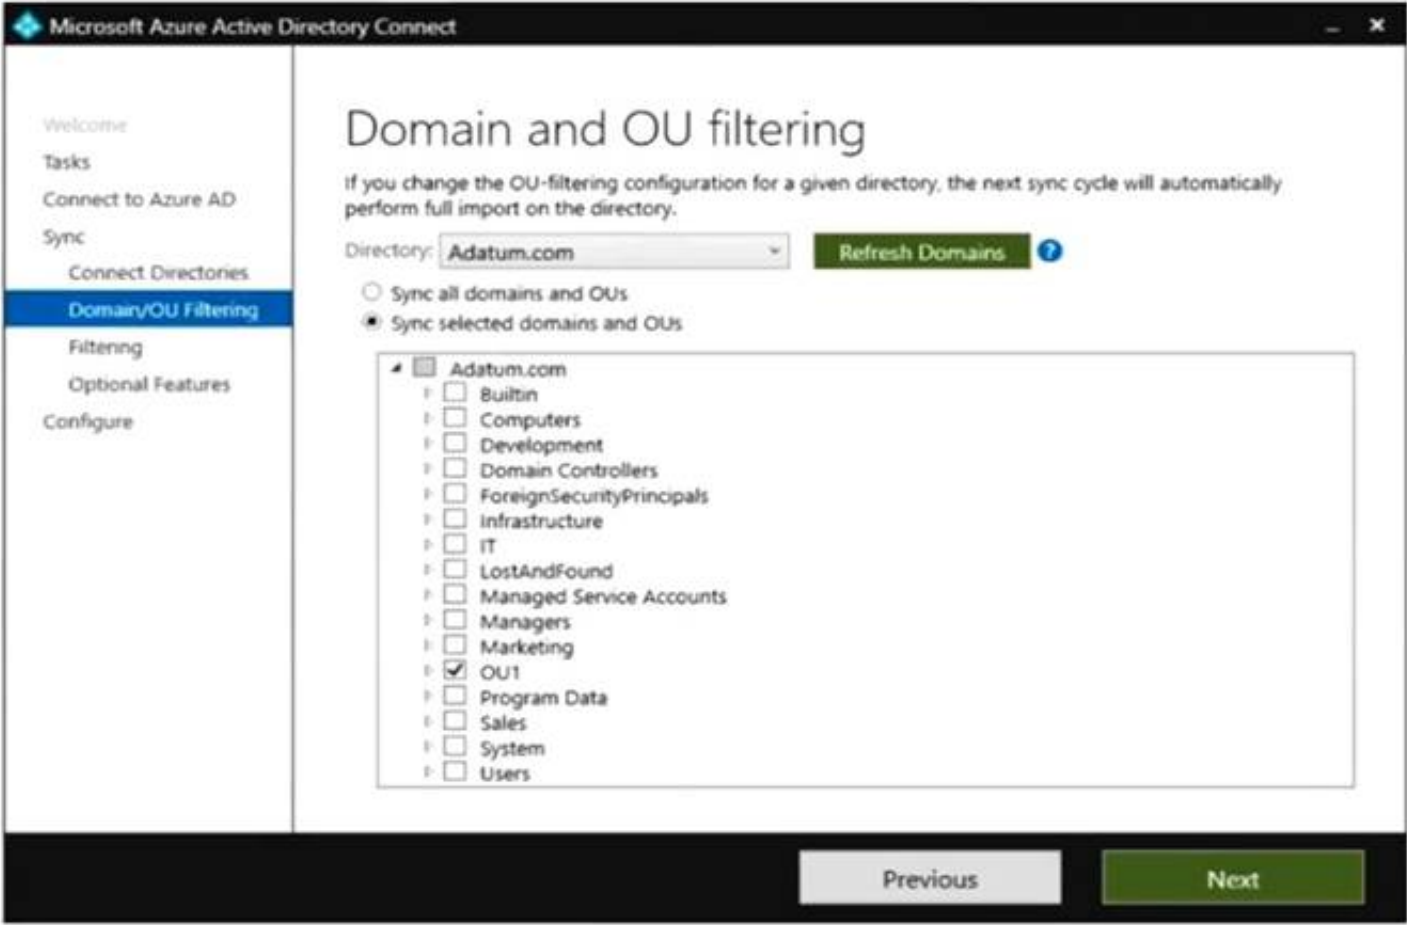 Microsoft Azure Active Directory Connect
Welcome
Tasks
Connect to Azure AD
Sync
Connect Directories
Domain/OU Filtering
Filtering
Optional Features
Configure
Domain and OU filtering
If you change the OU-filtering configuration for a given directory, the next sync cycle will automatically
perform full import on the directory.
Directory: Adatum.com Refresh Domains ?
Sync all domains and OUs
Sync selected domains and OUs
Adatum.com
Builtin
Computers
Development
Domain Controllers
ForeignSecurityPrincipals
Infrastructure
IT
LostAndFound
Managed Service Accounts
Managers
Marketing
OU1
Program Data
Sales
System
Users
Previous Next